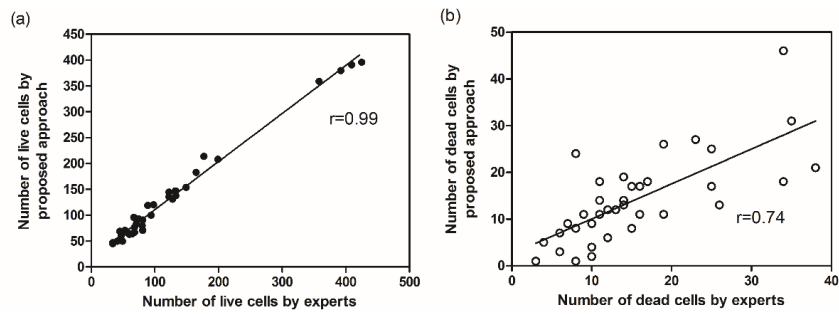 (a)
Number of live cells by
proposed approach
450
400
350
300
250
200
150
100
50
0
r=0.99
0 100 200 300 400 500
Number of live cells by experts
(b)
Number of dead cells by
proposed approach
50
40
30
20
10
0
r=0.74
0 10 20 30 40
Number of dead cells by experts